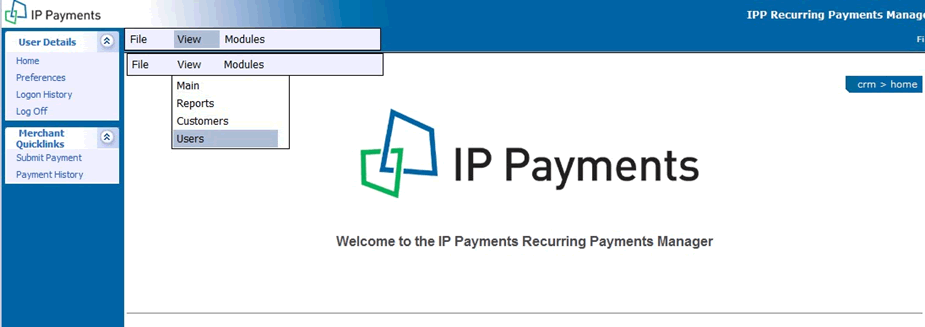 IP Payments
IPP Recurring Payments Manag
Fi
User Details
Home
Preferences
Logon History
Log Off
Merchant
Quicklinks
Submit Payment
Payment History
File View Modules
File View Modules
Main
Reports
Customers
Users
crm > home
IP Payments
Welcome to the IP Payments Recurring Payments Manager